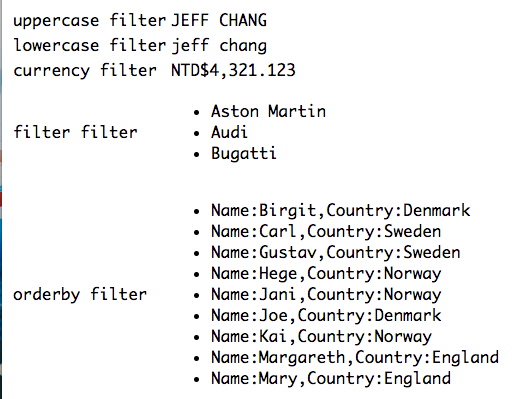 uppercase filter JEFF CHANG
lowercase filter jeff chang
currency filter NTD$4,321.123
filter filter
• Aston Martin
• Audi
• Bugatti
orderby filter
• Name:Birgit,Country:Denmark
• Name:Carl,Country:Sweden
• Name:Gustav,Country:Sweden
• Name:Hege,Country:Norway
• Name:Jani,Country:Norway
• Name:Joe,Country:Denmark
• Name:Kai,Country:Norway
• Name:Margareth,Country:England
• Name:Mary,Country:England